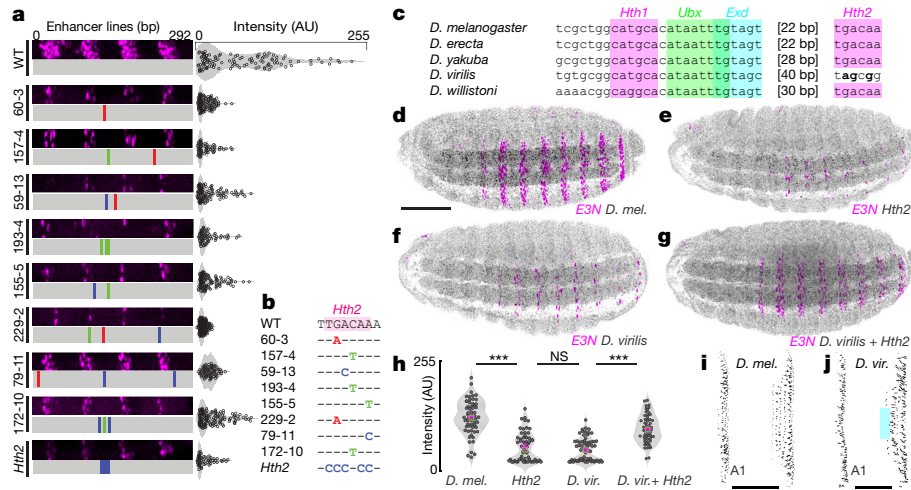 a
Enhancer lines (bp)
0 292
Intensity (AU)
0 255
WT
60-3
157-4
59-13
193-4
155-5
229-2
79-11
172-10
Hth2
b
Hth2
WT TTGACAAA
60-3 ---A----
157-4 -----T--
59-13 ----C---
193-4 -----T--
155-5 -------T-
229-2 ---A----
79-11 -------C-
172-10 -----T--
Hth2 --CCC-CC--
c
Hth1 Ubx Exd Hth2
D. melanogaster tcgctggcatgcacataatttgtagt [22 bp] tgacaa
D. erecta tcgctggcatgcacataatttgtagt [22 bp] tgacaa
D. yakuba gcgctggcatgcacataatttgtagt [28 bp] tgacaa
D. virilis tgtgcggcatgcacataatttgtagc [40 bp] tagcgg
D. willistoni aaaacggcaggcacataatttgtagt [30 bp] tgacaa
d
E3N D. mel.
e
E3N Hth2
f
E3N D. virilis
g
E3N D. virilis + Hth2
h
Intensity (AU)
255
0
*** NS ***
D. mel. Hth2 D. vir. D. vir.+ Hth2
i
D. mel.
A1
j
D. vir.
A1